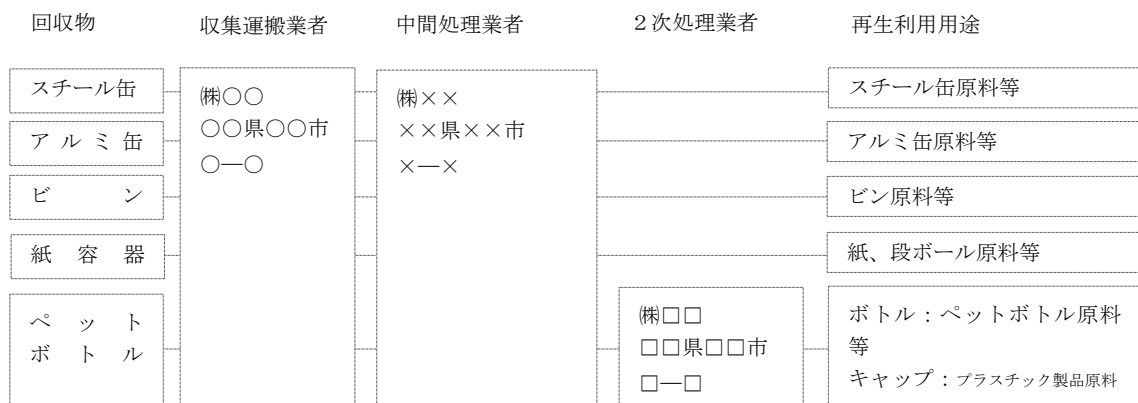 回収物 収集運搬業者 中間処理業者 2次処理業者 再生利用用途
スチール缶
アルミ缶
ビン
紙容器
ペット
ボトル
㈱○○
○○県○○市
○―○
㈱××
××県××市
×―×
㈱□□
□□県□□市
□―□
スチール缶原料等
アルミ缶原料等
ビン原料等
紙、段ボール原料等
ボトル：ペットボトル原料
等
キャップ：プラスチック製品原料